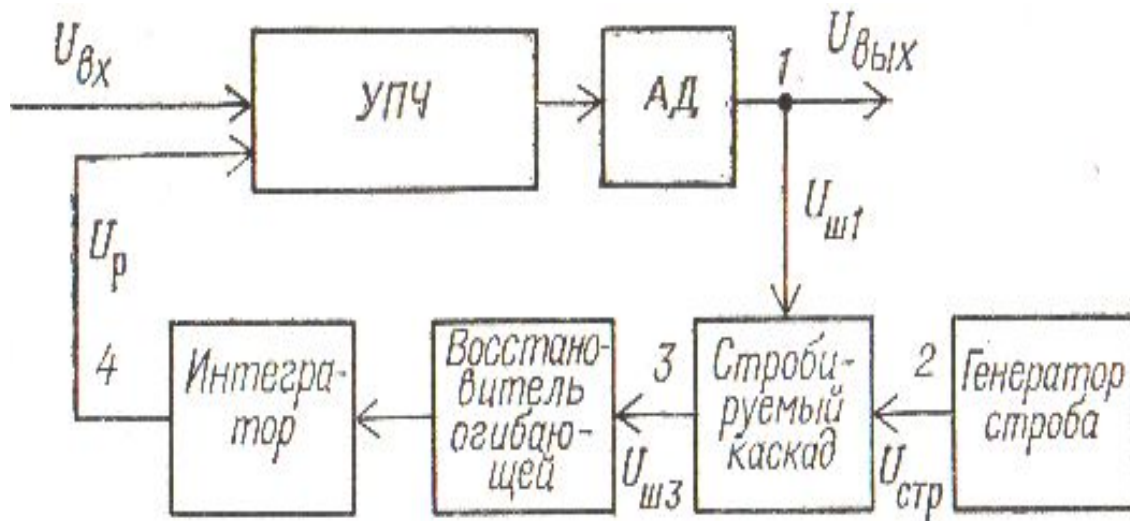 Uвх
УПЧ
АД
1
Uвых
Uш1
Uр
4
Интегра-
тор
Восстано-
витель
огибаю-
щей
3
Uш3
Строби-
руемый
каскад
2
Uстр
Генератор
строба